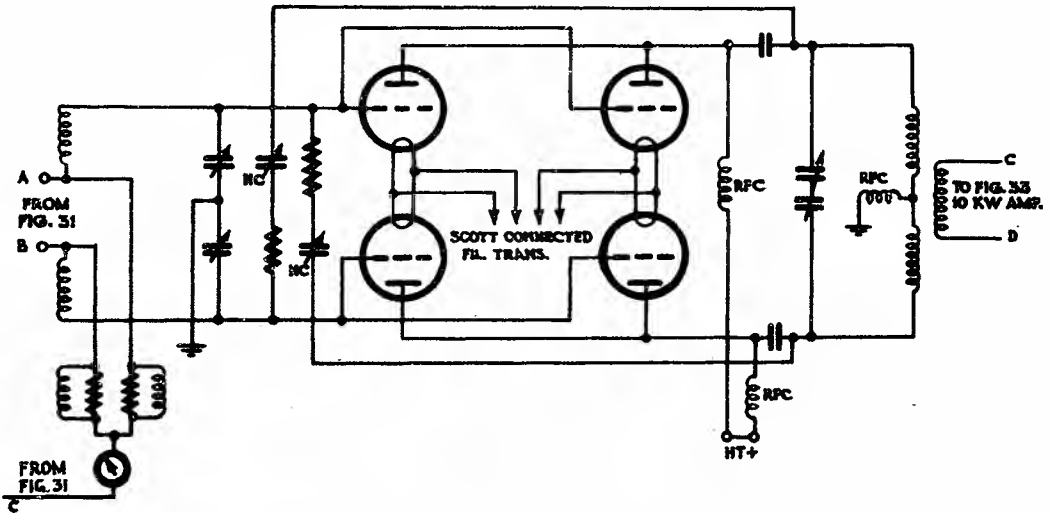 A
FROM
FIG. 31
B
NC
NC
SCOTT CONNECTED
FIL. TRANS.
RFC
RFC
C
TO FIG. 33
10 KW AMP.
D
RFC
HT+
FROM
FIG. 31
C